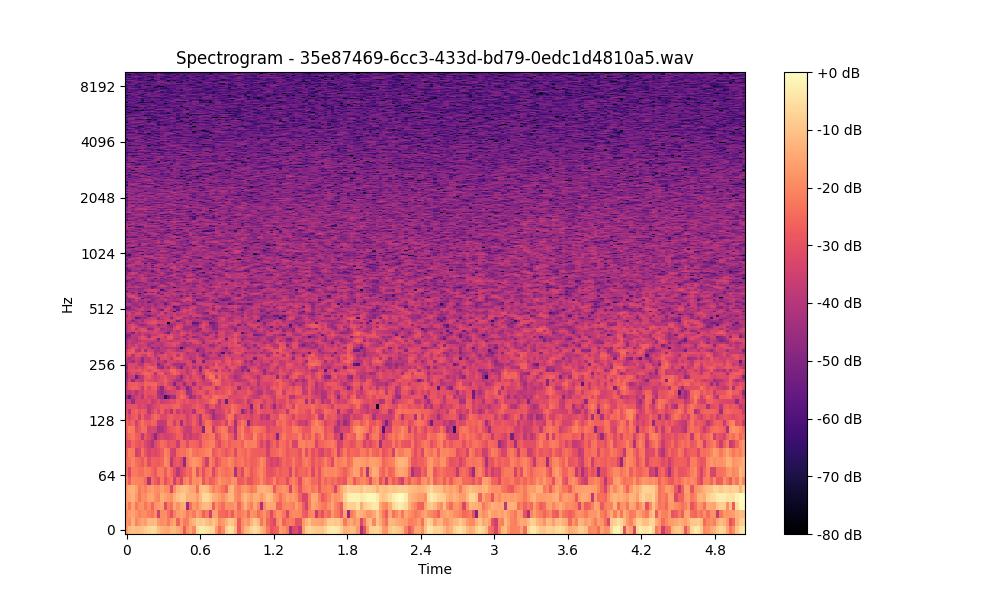 Spectrogram - 35e87469-6cc3-433d-bd79-0edc1d4810a5.wav
8192
4096
2048
1024
512
256
128
64
0
Hz
0 0.6 1.2 1.8 2.4 3 3.6 4.2 4.8
Time
+0 dB
-10 dB
-20 dB
-30 dB
-40 dB
-50 dB
-60 dB
-70 dB
-80 dB